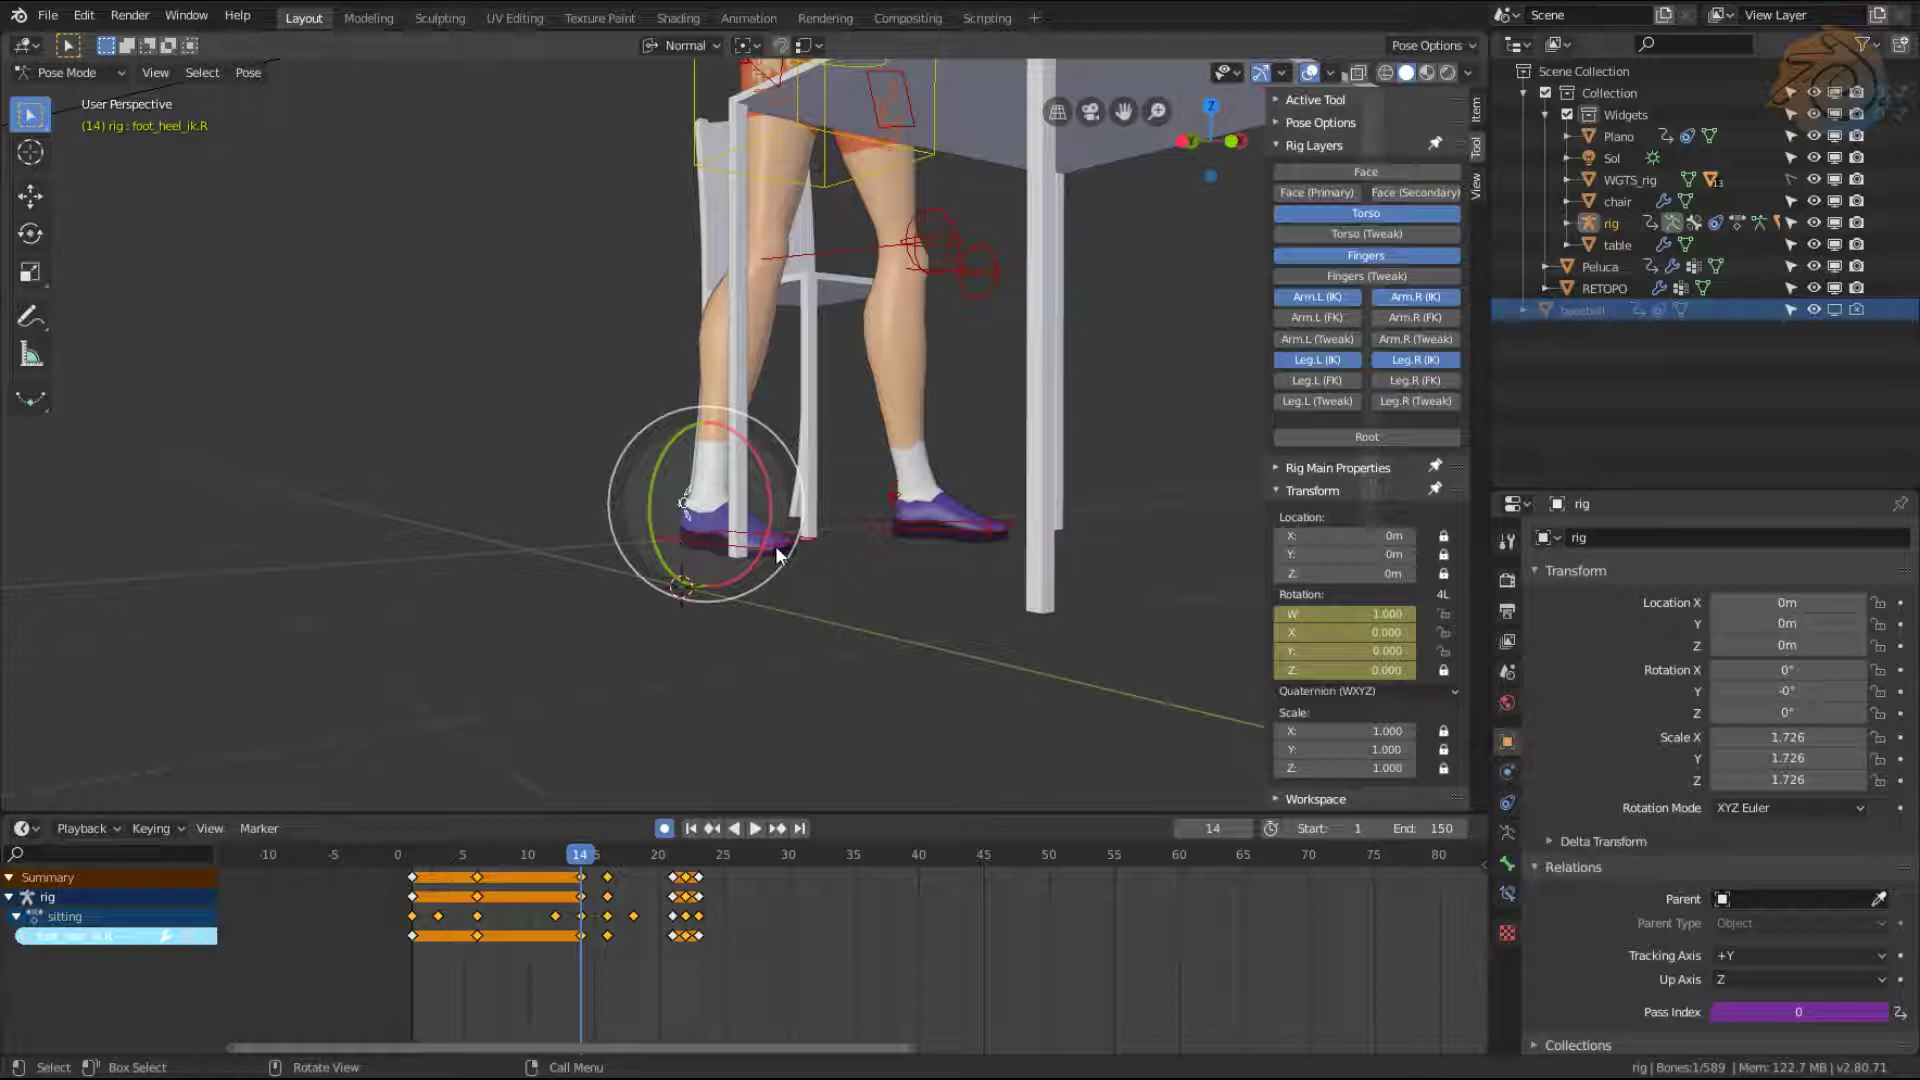 File Edit Render Window Help Layout Modeling Sculpting UV Editing Texture Paint Shading Animation Rendering Compositing Scripting
Scene View Layer
Normal Pose Options
Pose Mode View Select Pose
User Perspective
(14) rig : foot_heel_ik.R
Z
Y
Active Tool
Pose Options
Rig Layers
Face
Face (Primary) Face (Secondary)
Torso
Torso (Tweak)
Fingers
Fingers (Tweak)
Arm.L (IK) Arm.R (IK)
Arm.L (FK) Arm.R (FK)
Arm.L (Tweak) Arm.R (Tweak)
Leg.L (IK) Leg.R (IK)
Leg.L (FK) Leg.R (FK)
Leg.L (Tweak) Leg.R (Tweak)
Root
Rig Main Properties
Transform
Location:
X: 0m
Y: 0m
Z: 0m
Rotation: 4L
W: 1.000
X: 0.000
Y: 0.000
Z: 0.000
Quaternion (WXYZ)
Scale:
X: 1.000
Y: 1.000
Z: 1.000
Workspace
Item
Tool
View
Scene Collection
Collection
Widgets
Plano
Sol
WGTS_rig 13
chair
rig
table
Peluca
RETOPO
rig
rig
Transform
Location X 0m
Y 0m
Z 0m
Rotation X 0°
Y -0°
Z 0°
Scale X 1.726
Y 1.726
Z 1.726
Rotation Mode XYZ Euler
Delta Transform
Relations
Parent
Parent Type Object
Tracking Axis +Y
Up Axis Z
Pass Index 0
Collections
Playback Keying View Marker 14 Start: 1 End: 150
-10 -5 0 5 10 14 20 25 30 35 40 45 50 55 60 65 70 75 80
Summary
rig
sitting
Select Box Select Rotate View Call Menu rig | Bones:1/589 | Mem: 122.7 MB | v2.80.71